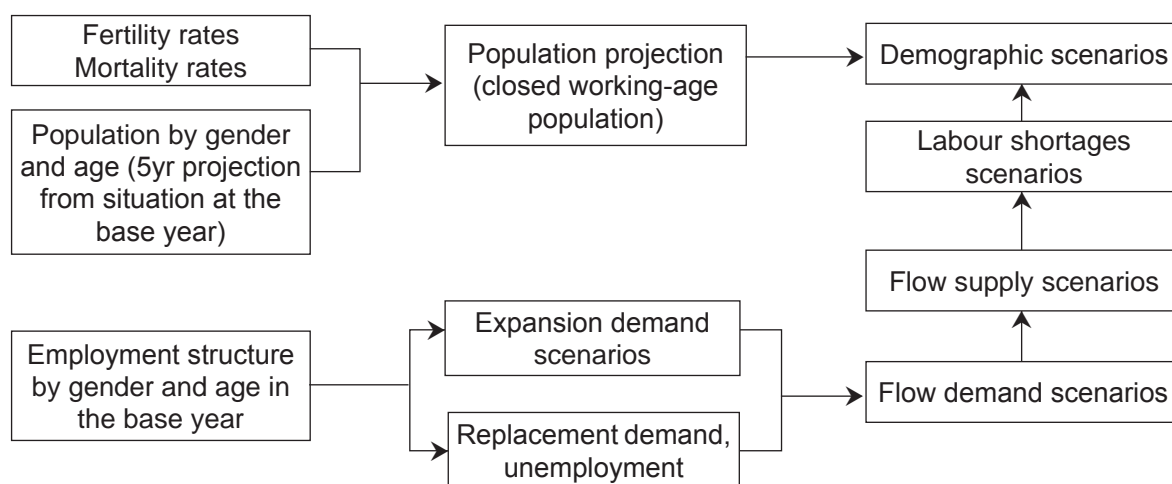 Fertility rates
Mortality rates
Population by gender
and age (5yr projection
from situation at the
base year)
Population projection
(closed working-age
population)
Demographic scenarios
Labour shortages
scenarios
Flow supply scenarios
Flow demand scenarios
Employment structure
by gender and age in
the base year
Expansion demand
scenarios
Replacement demand,
unemployment